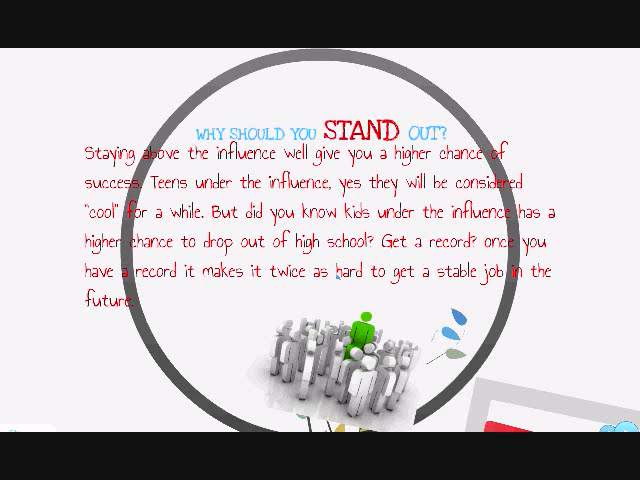 WHY SHOULD YOU STAND OUT?
Staying above the influence well give you a higher chance of
success. Teens under the influence, yes they will be considered
"cool" for a while. But did you know kids under the influence has a
higher chance to drop out of high school? Get a record? once you
have a record it makes it twice as hard to get a stable job in the
future.